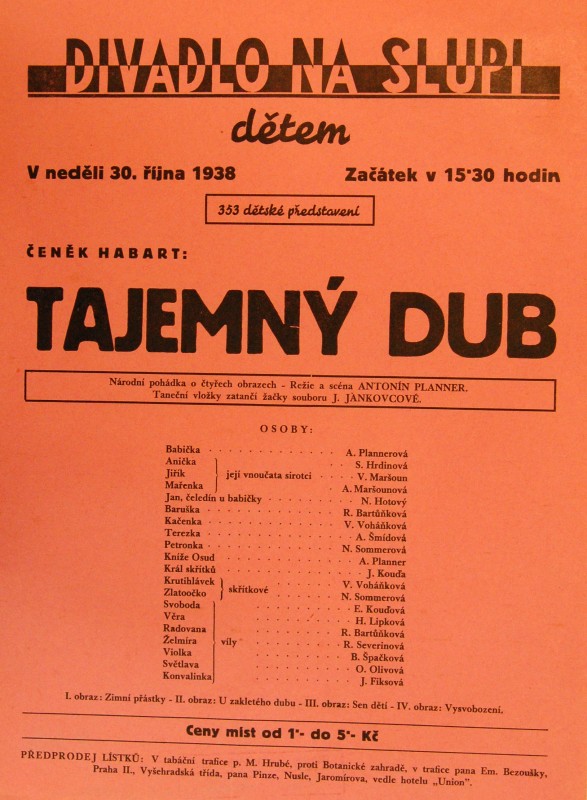 DIVADLO NA SLUPI
dětem
V neděli 30. října 1938 Začátek v 15·30 hodin
353 dětské představení
ČENĚK HABART:
TAJEMNÝ DUB
Národní pohádka o čtyřech obrazech - Režie a scéna ANTONÍN PLANNER.
Taneční vložky zatančí žačky souboru J. JANKOVCOVÉ.
OSOBY:
Babička A. Plannerová
Anička S. Hrdinová
Jiřík její vnoučata sirotci V. Maršoun
Mařenka A. Maršounová
Jan, čeledín u babičky N. Hotový
Baruška R. Bartůňková
Kačenka V. Voháňková
Terezka A. Šmídová
Petronka N. Sommerová
Kníže Osud A. Planner
Král skřítků J. Kouďa
Krutihlávek skřítkové V. Voháňková
Zlatoočko N. Sommerová
Svoboda E. Kouďová
Věra H. Lipková
Radovana R. Bartůňková
Želmíra víly R. Severinová
Violka B. Špačková
Světlava O. Olivová
Konvalinka J. Fiksová
I. obraz: Zimní přástky - II. obraz: U zakletého dubu - III. obraz: Sen dětí - IV. obraz: Vysvobození.
Ceny míst od 1·- do 5·- Kč
PŘEDPRODEJ LÍSTKŮ: V tabáční trafice p. M. Hrubé, proti Botanické zahradě, v trafice pana Em. Bezoušky,
Praha II., Vyšehradská třída, pana Pinze, Nusle, Jaromírova, vedle hotelu „Union".